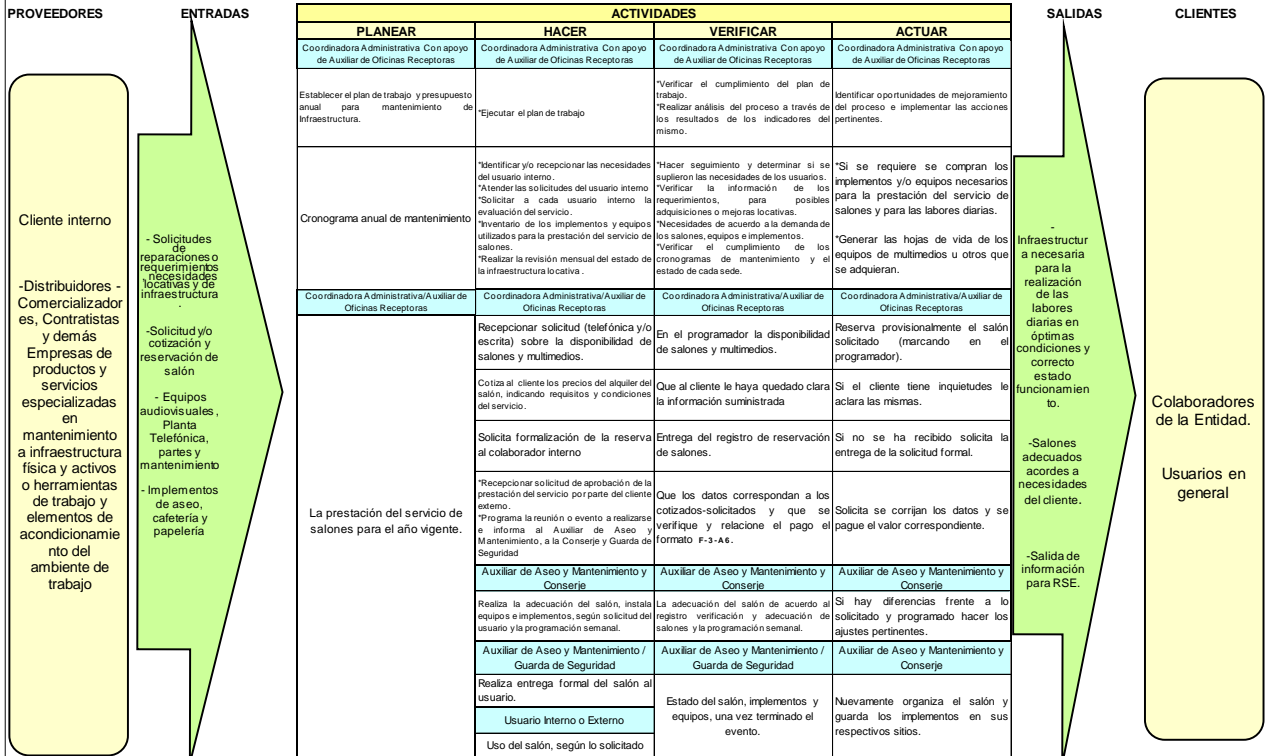 PROVEEDORES
ENTRADAS
ACTIVIDADES
SALIDAS
CLIENTES
PLANEAR
HACER
VERIFICAR
ACTUAR
Coordinadora Administrativa Con apoyo
de Auxiliar de Oficinas Receptoras
Coordinadora Administrativa Con apoyo
de Auxiliar de Oficinas Receptoras
Coordinadora Administrativa Con apoyo
de Auxiliar de Oficinas Receptoras
Coordinadora Administrativa Con apoyo
de Auxiliar de Oficinas Receptoras
Establecer el plan de trabajo y presupuesto
anual para mantenimiento de
Infraestructura.
*Ejecutar el plan de trabajo
*Verificar el cumplimiento del plan de
trabajo.
*Realizar análisis del proceso a través de
los resultados de los indicadores del
mismo.
Identificar oportunidades de mejoramiento
del proceso e implementar las acciones
pertinentes.
Cronograma anual de mantenimiento
*Identificar y/o recepcionar las necesidades
del usuario interno.
*Atender las solicitudes del usuario interno
*Solicitar a cada usuario interno la
evaluación del servicio.
*Inventario de los implementos y equipos
utilizados para la prestación del servicio de
salones.
*Realizar la revisión mensual del estado de
la infraestructura locativa .
*Hacer seguimiento y determinar si se
suplieron las necesidades de los usuarios.
*Verificar la información de los
requerimientos, para posibles
adquisiciones o mejoras locativas.
*Necesidades de acuerdo a la demanda de
los salones, equipos e implementos.
*Verificar el cumplimiento de los
cronogramas de mantenimiento y el
estado de cada sede.
*Si se requiere se compran los
implementos y/o equipos necesarios
para la prestación del servicio de
salones y para las labores diarias.
*Generar las hojas de vida de los
equipos de multimedios u otros que
se adquieran.
Coordinadora Administrativa/Auxiliar de
Oficinas Receptoras
Coordinadora Administrativa/Auxiliar de
Oficinas Receptoras
Coordinadora Administrativa/Auxiliar de
Oficinas Receptoras
Coordinadora Administrativa/Auxiliar de
Oficinas Receptoras
La prestación del servicio de
salones para el año vigente.
Recepcionar solicitud (telefónica y/o
escrita) sobre la disponibilidad de
salones y multimedios.
En el programador la disponibilidad
de salones y multimedios.
Reserva provisionalmente el salón
solicitado (marcando en el
programador).
Cotiza al cliente los precios del alquiler del
salón, indicando requisitos y condiciones
del servicio.
Que al cliente le haya quedado clara
la información suministrada
Si el cliente tiene inquietudes le
aclara las mismas.
Solicita formalización de la reserva
al colaborador interno
Entrega del registro de reservación
de salones.
Si no se ha recibido solicita la
entrega de la solicitud formal.
*Recepcionar solicitud de aprobación de la
prestación del servicio por parte del cliente
externo.
*Programa la reunión o evento a realizarse
e informa al Auxiliar de Aseo y
Mantenimiento, a la Conserje y Guarda de
Seguridad
Que los datos correspondan a los
cotizados-solicitados y que se
verifique y relacione el pago el
formato F-3-A6.
Solicita se corrijan los datos y se
pague el valor correspondiente.
Auxiliar de Aseo y Mantenimiento y
Conserje
Auxiliar de Aseo y Mantenimiento y
Conserje
Auxiliar de Aseo y Mantenimiento y
Conserje
Realiza la adecuación del salón, instala
equipos e implementos, según solicitud del
usuario y la programación semanal.
La adecuación del salón de acuerdo al
registro verificación y adecuación de
salones y la programación semanal.
Si hay diferencias frente a lo
solicitado y programado hacer los
ajustes pertinentes.
Auxiliar de Aseo y Mantenimiento /
Guarda de Seguridad
Auxiliar de Aseo y Mantenimiento /
Guarda de Seguridad
Auxiliar de Aseo y Mantenimiento y
Conserje
Realiza entrega formal del salón al
usuario.
Usuario Interno o Externo
Uso del salón, según lo solicitado
Estado del salón, implementos y
equipos, una vez terminado el
evento.
Nuevamente organiza el salón y
guarda los implementos en sus
respectivos sitios.
Cliente interno
-Distribuidores -
Comercializador
es, Contratistas
y demás
Empresas de
productos y
servicios
especializadas
en
mantenimiento
a infraestructura
física y activos
o herramientas
de trabajo y
elementos de
acondicionamie
nto del
ambiente de
trabajo
- Solicitudes
de
reparaciones o
requerimientos
, necesidades
locativas y de
infraestructura
.
-Solicitud y/o
cotización y
reservación de
salón
- Equipos
audiovisuales,
Planta
Telefónica,
partes y
mantenimiento
- Implementos
de aseo,
cafetería y
papelería
-
Infraestructur
a necesaria
para la
realización
de las
labores
diarias en
óptimas
condiciones y
correcto
estado
funcionamien
to.
-Salones
adecuados
acordes a
necesidades
del cliente.
-Salida de
información
para RSE.
Colaboradores
de la Entidad.
Usuarios en
general